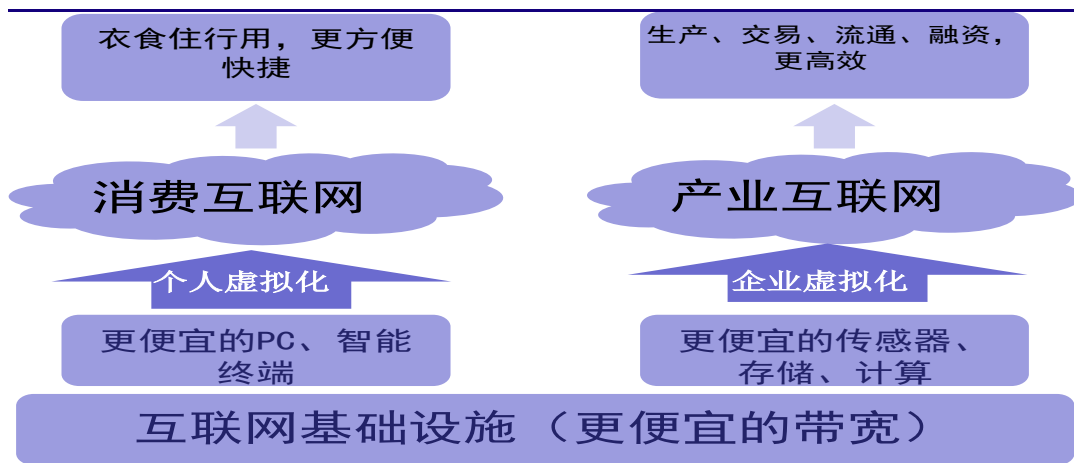 衣食住行用，更方便
快捷
生产、交易、流通、融资，
更高效
消费互联网
产业互联网
个人虚拟化
企业虚拟化
更便宜的PC、智能
终端
更便宜的传感器、
存储、计算
互联网基础设施（更便宜的带宽）